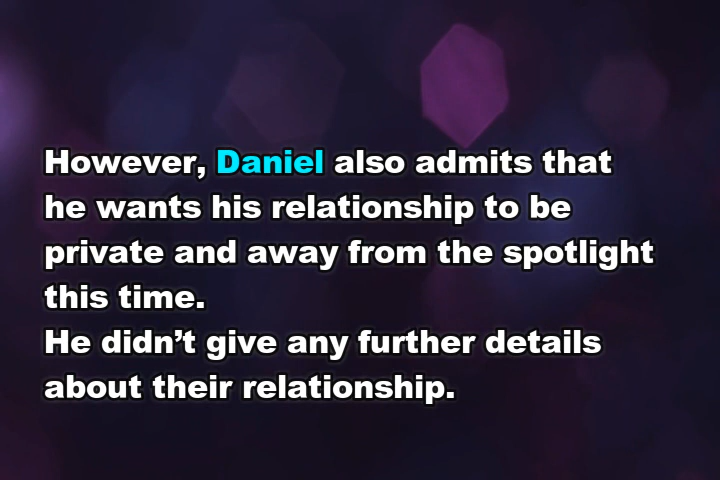 However, Daniel also admits that
he wants his relationship to be
private and away from the spotlight
this time.
He didn’t give any further details
about their relationship.